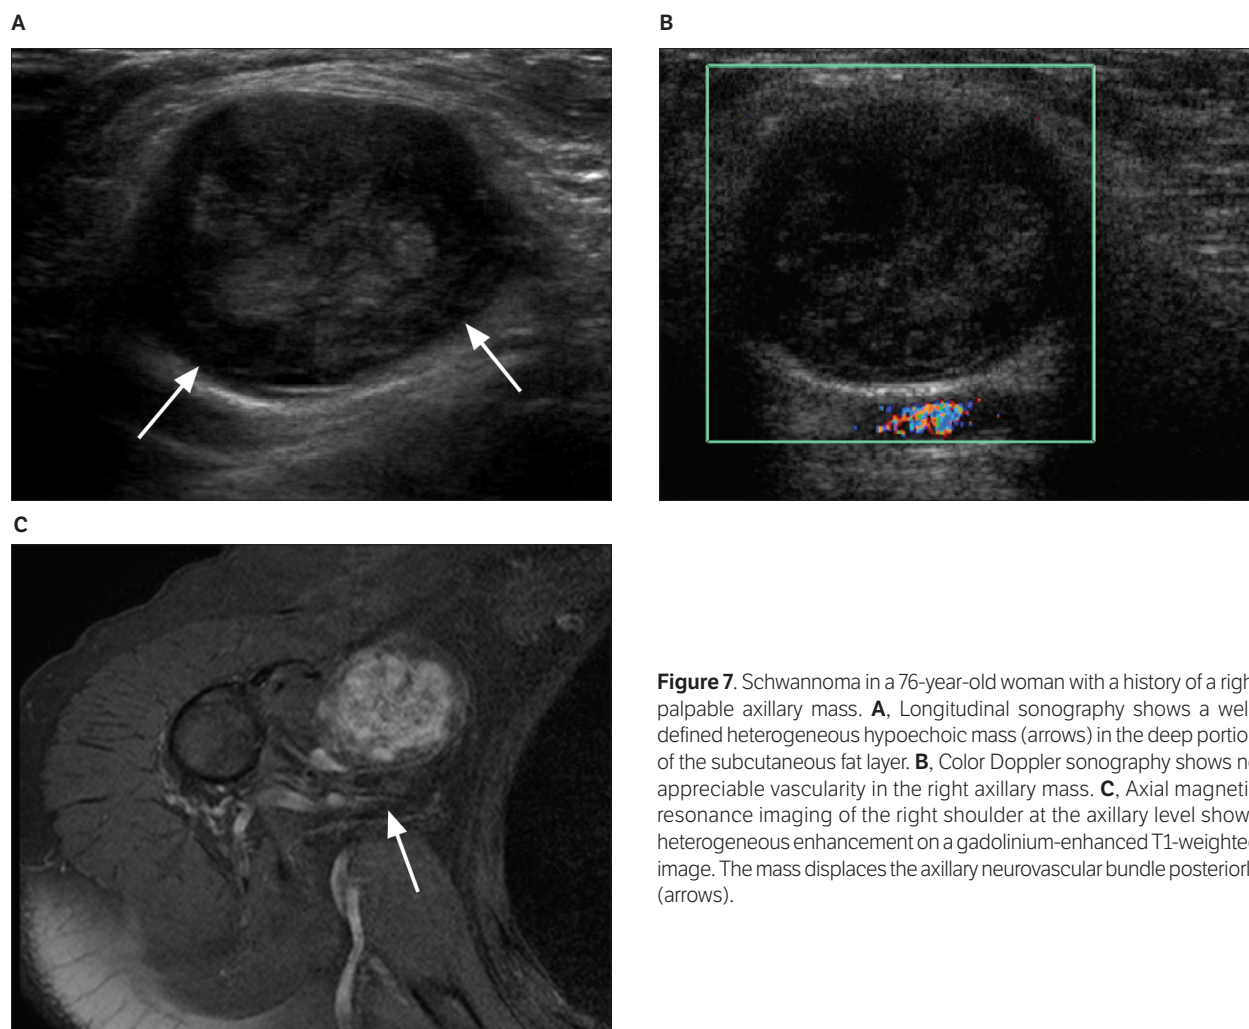 A
B
C
Figure 7. Schwannoma in a 76-year-old woman with a history of a righ
palpable axillary mass. A, Longitudinal sonography shows a wel
defined heterogeneous hypoechoic mass (arrows) in the deep portio
of the subcutaneous fat layer. B, Color Doppler sonography shows n
appreciable vascularity in the right axillary mass. C, Axial magneti
resonance imaging of the right shoulder at the axillary level show
heterogeneous enhancement on a gadolinium-enhanced T1-weighte
image. The mass displaces the axillary neurovascular bundle posteriorl
(arrows).